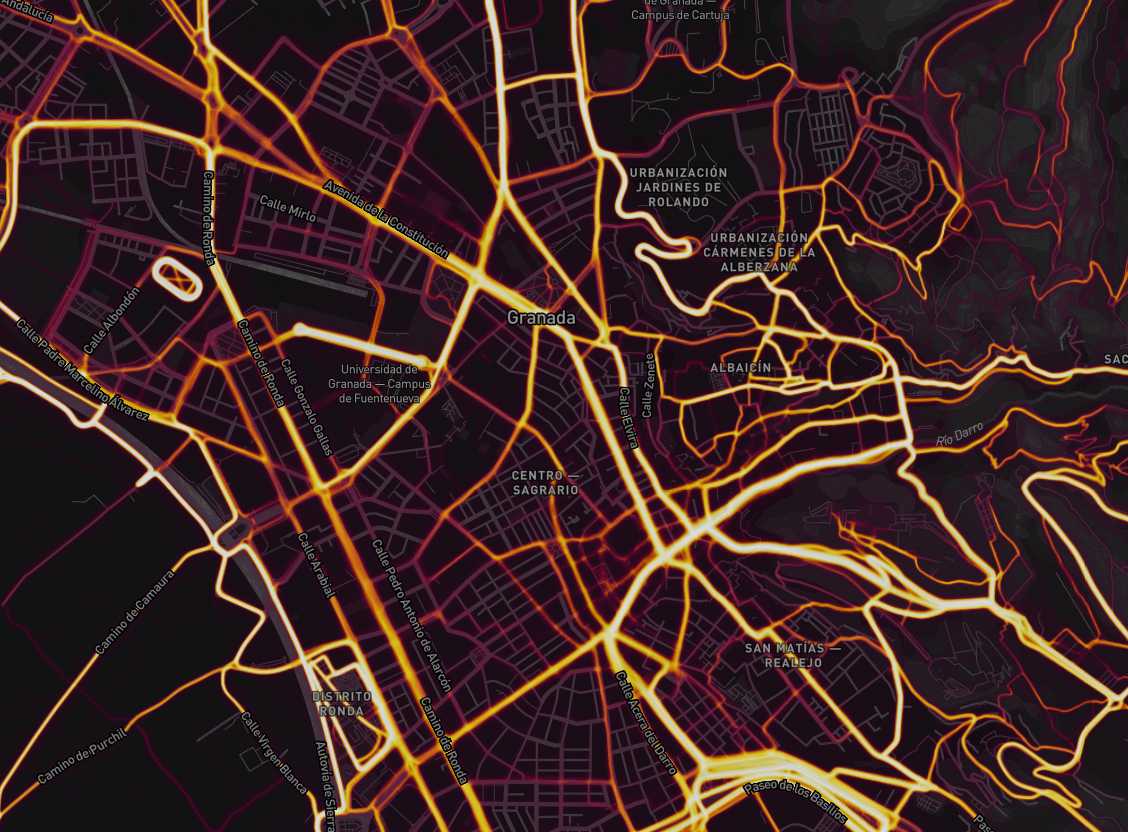 Andalucía
de Granada —
Campus de Cartuja
URBANIZACIÓN
JARDINES DE
ROLANDO
Camino de Ronda
Calle Mirlo
Avenida de la Constitución
URBANIZACIÓN
CÁRMENES DE LA
ALBERZANA
Calle Albondón
Granada
Calle Padre Marcelino Álvarez
Camino de Ronda
Calle Gonzalo Gallas
Universidad de
Granada — Campus
de Fuentenueva
Calle Elvira
Calle Zenete
ALBAICÍN
SAC
Río Darro
CENTRO —
SAGRARIO
Calle Arabial
Calle Pedro Antonio de Alarcón
Camino de Camaura
SAN MATÍAS —
REALEJO
DISTRITO
RONDA
Calle Acera del Darro
Camino de Ronda
Camino de Purchil
Calle Virgen Blanca
Autovía de Sierra
Paseo de los Basilios
Pas